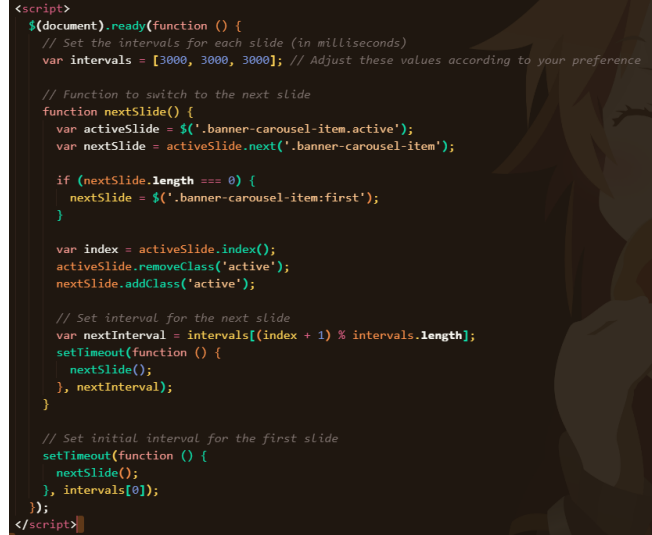 <script>
$(document).ready(function () {
// Set the intervals for each slide (in milliseconds)
var intervals = [3000, 3000, 3000]; // Adjust these values according to your preference
// Function to switch to the next slide
function nextSlide() {
var activeSlide = $('.banner-carousel-item.active');
var nextSlide = activeSlide.next('.banner-carousel-item');
if (nextSlide.length === 0) {
nextSlide = $('.banner-carousel-item:first');
}
var index = activeSlide.index();
activeSlide.removeClass('active');
nextSlide.addClass('active');
// Set interval for the next slide
var nextInterval = intervals[(index + 1) % intervals.length];
setTimeout(function () {
nextSlide();
}, nextInterval);
}
// Set initial interval for the first slide
setTimeout(function () {
nextSlide();
}, intervals[0]);
});
</script>